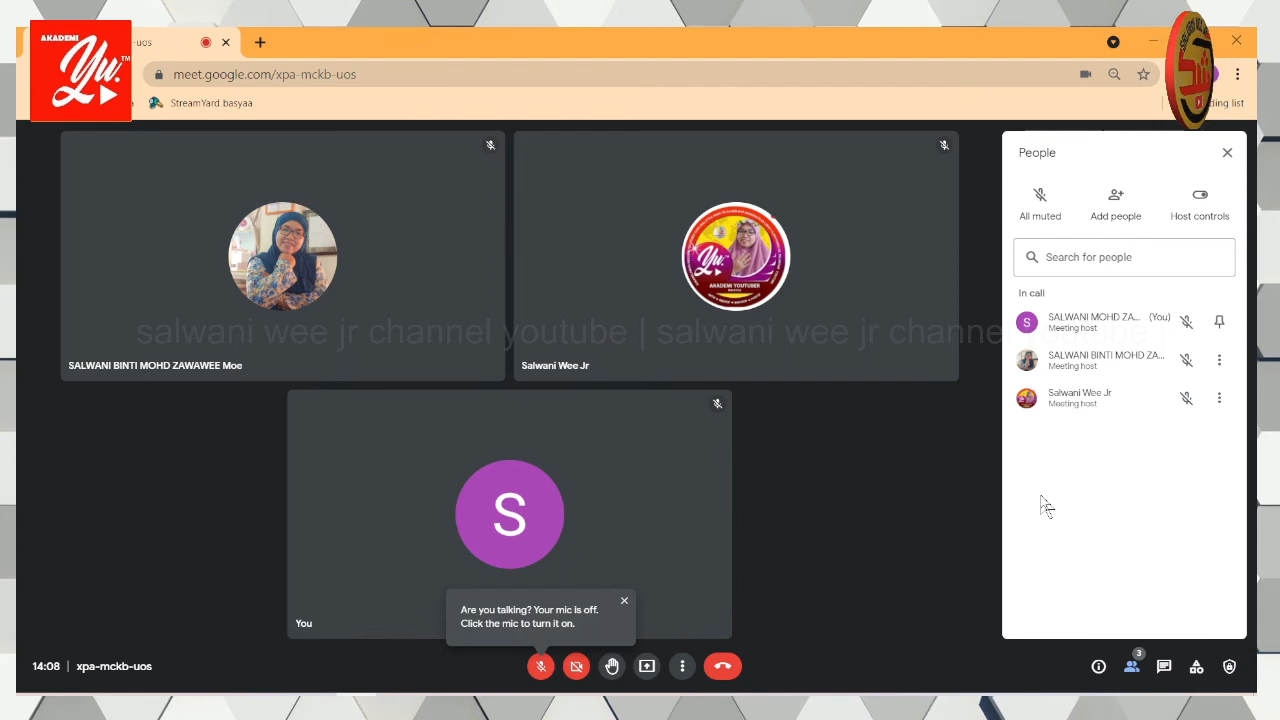 AKADEMI
Yu.
TM
-uos
meet.google.com/xpa-mckb-uos
StreamYard basyaa
ding list
SALWANI BINTI MOHD ZAWAWEE Moe
Salwani Wee Jr
AKADEMI YOUTUBER
salwani wee jr channel youtube | salwani wee jr channel youtube |
S
You
Are you talking? Your mic is off.
Click the mic to turn it on.
People
All muted
Add people
Host controls
Search for people
In call
S
SALWANI MOHD ZA... (You)
Meeting host
SALWANI BINTI MOHD ZA...
Meeting host
Salwani Wee Jr
Meeting host
14:08 | xpa-mckb-uos
3